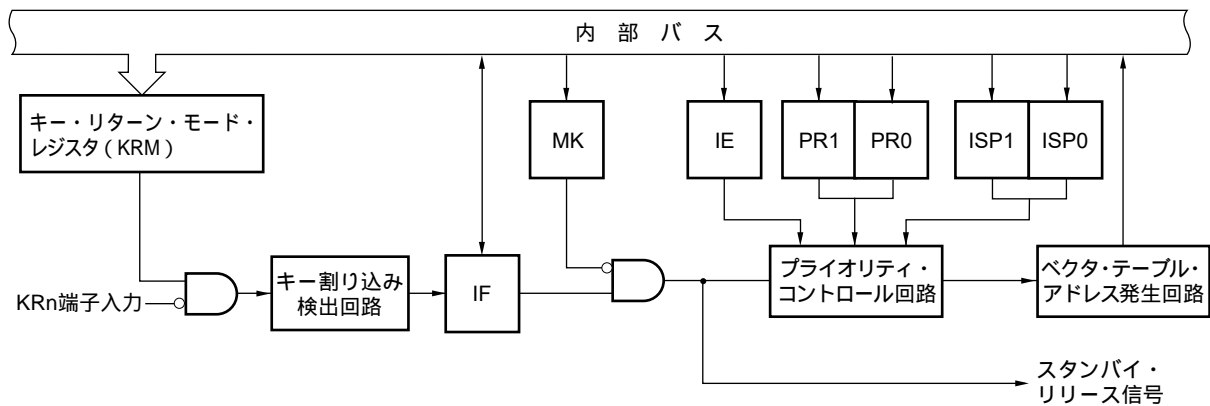 内 部 バ ス
キー・リターン・モード・
レジスタ(KRM)
MK
IE
PR1
PR0
ISP1
ISP0
KRn端子入力
キー割り込み
検出回路
IF
プライオリティ・
コントロール回路
ベクタ・テーブル・
アドレス発生回路
スタンバイ・
リリース信号